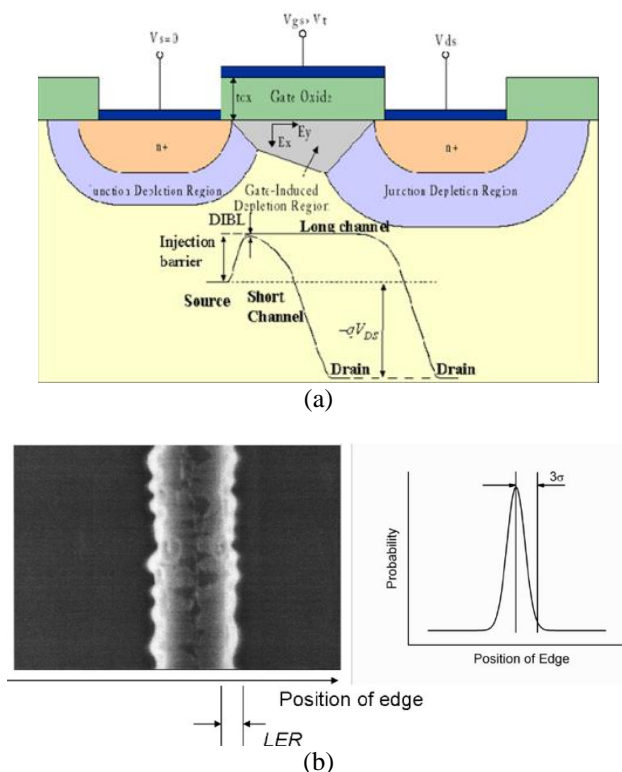 Vgs>Vt
Vs=0
Vds
tox
Gate Oxide
Ey
Ex
n+
n+
Junction Depletion Region
Gate-Induced
Depletion Region
Junction Depletion Region
DIBL
Long channel
Injection
barrier
Source
Short
Channel
-qVDS
Drain
Drain
(a)
3σ
Probability
Position of Edge
Position of edge
LER
(b)